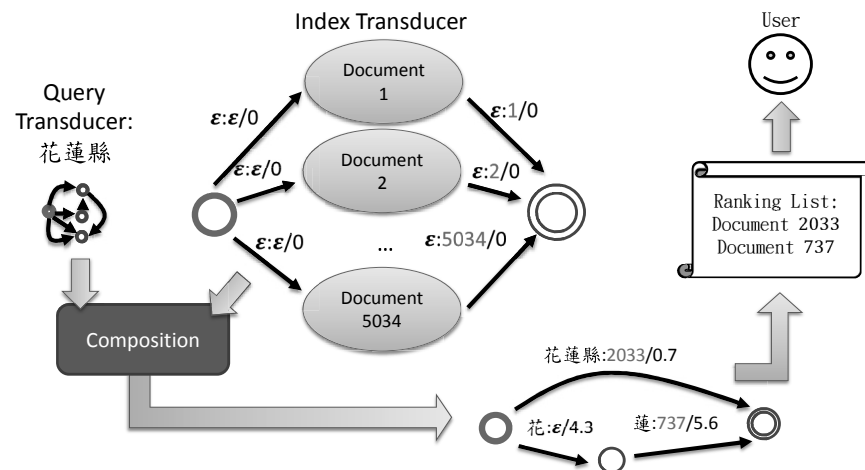 Index Transducer
User
Query
Transducer:
花蓮縣
Document
1
ε:ε/0
ε:1/0
ε:ε/0
Document
2
ε:2/0
ε:ε/0
...
ε:5034/0
Document
5034
Ranking List:
Document 2033
Document 737
Composition
花蓮縣:2033/0.7
花:ε/4.3
蓮:737/5.6